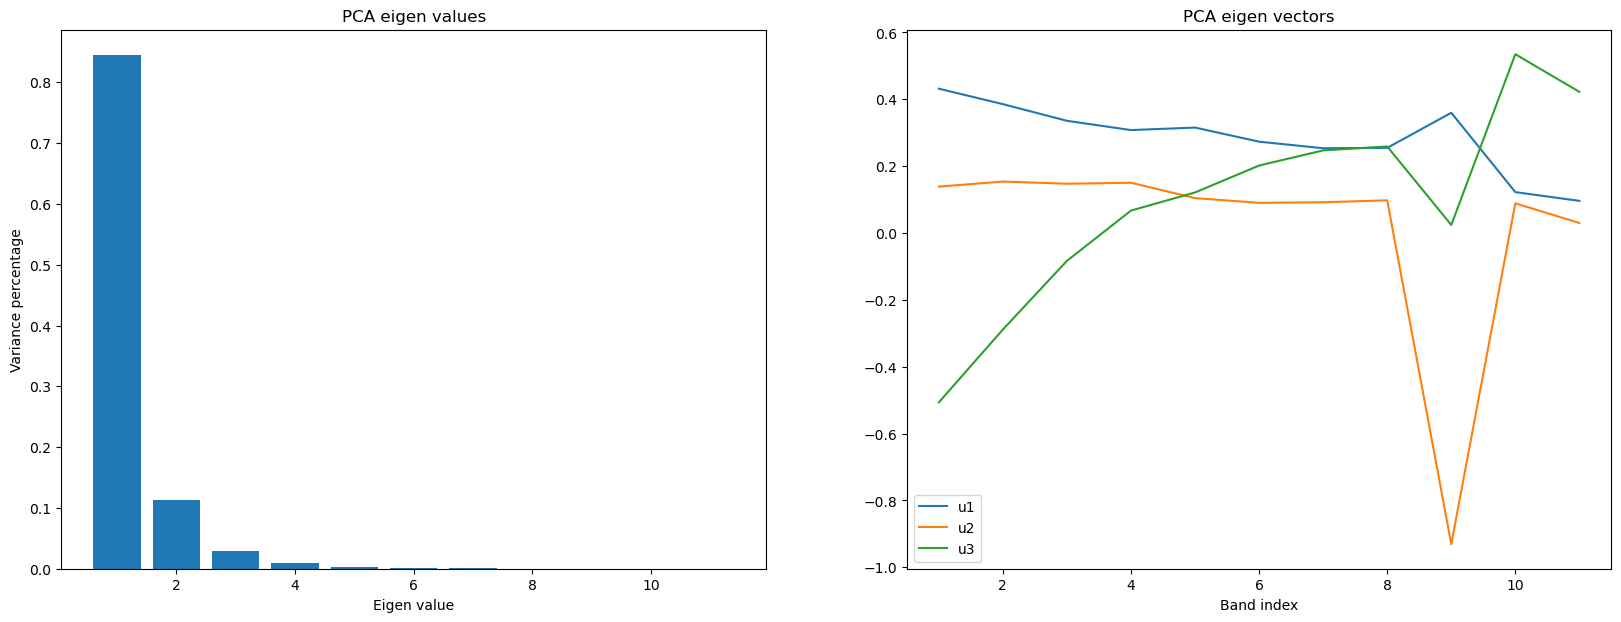 PCA eigen values
Variance percentage
0.8
0.7
0.6
0.5
0.4
0.3
0.2
0.1
0.0
2 4 6 8 10
Eigen value
PCA eigen vectors
0.6
0.4
0.2
0.0
−0.2
−0.4
−0.6
−0.8
−1.0
u1
u2
u3
2 4 6 8 10
Band index